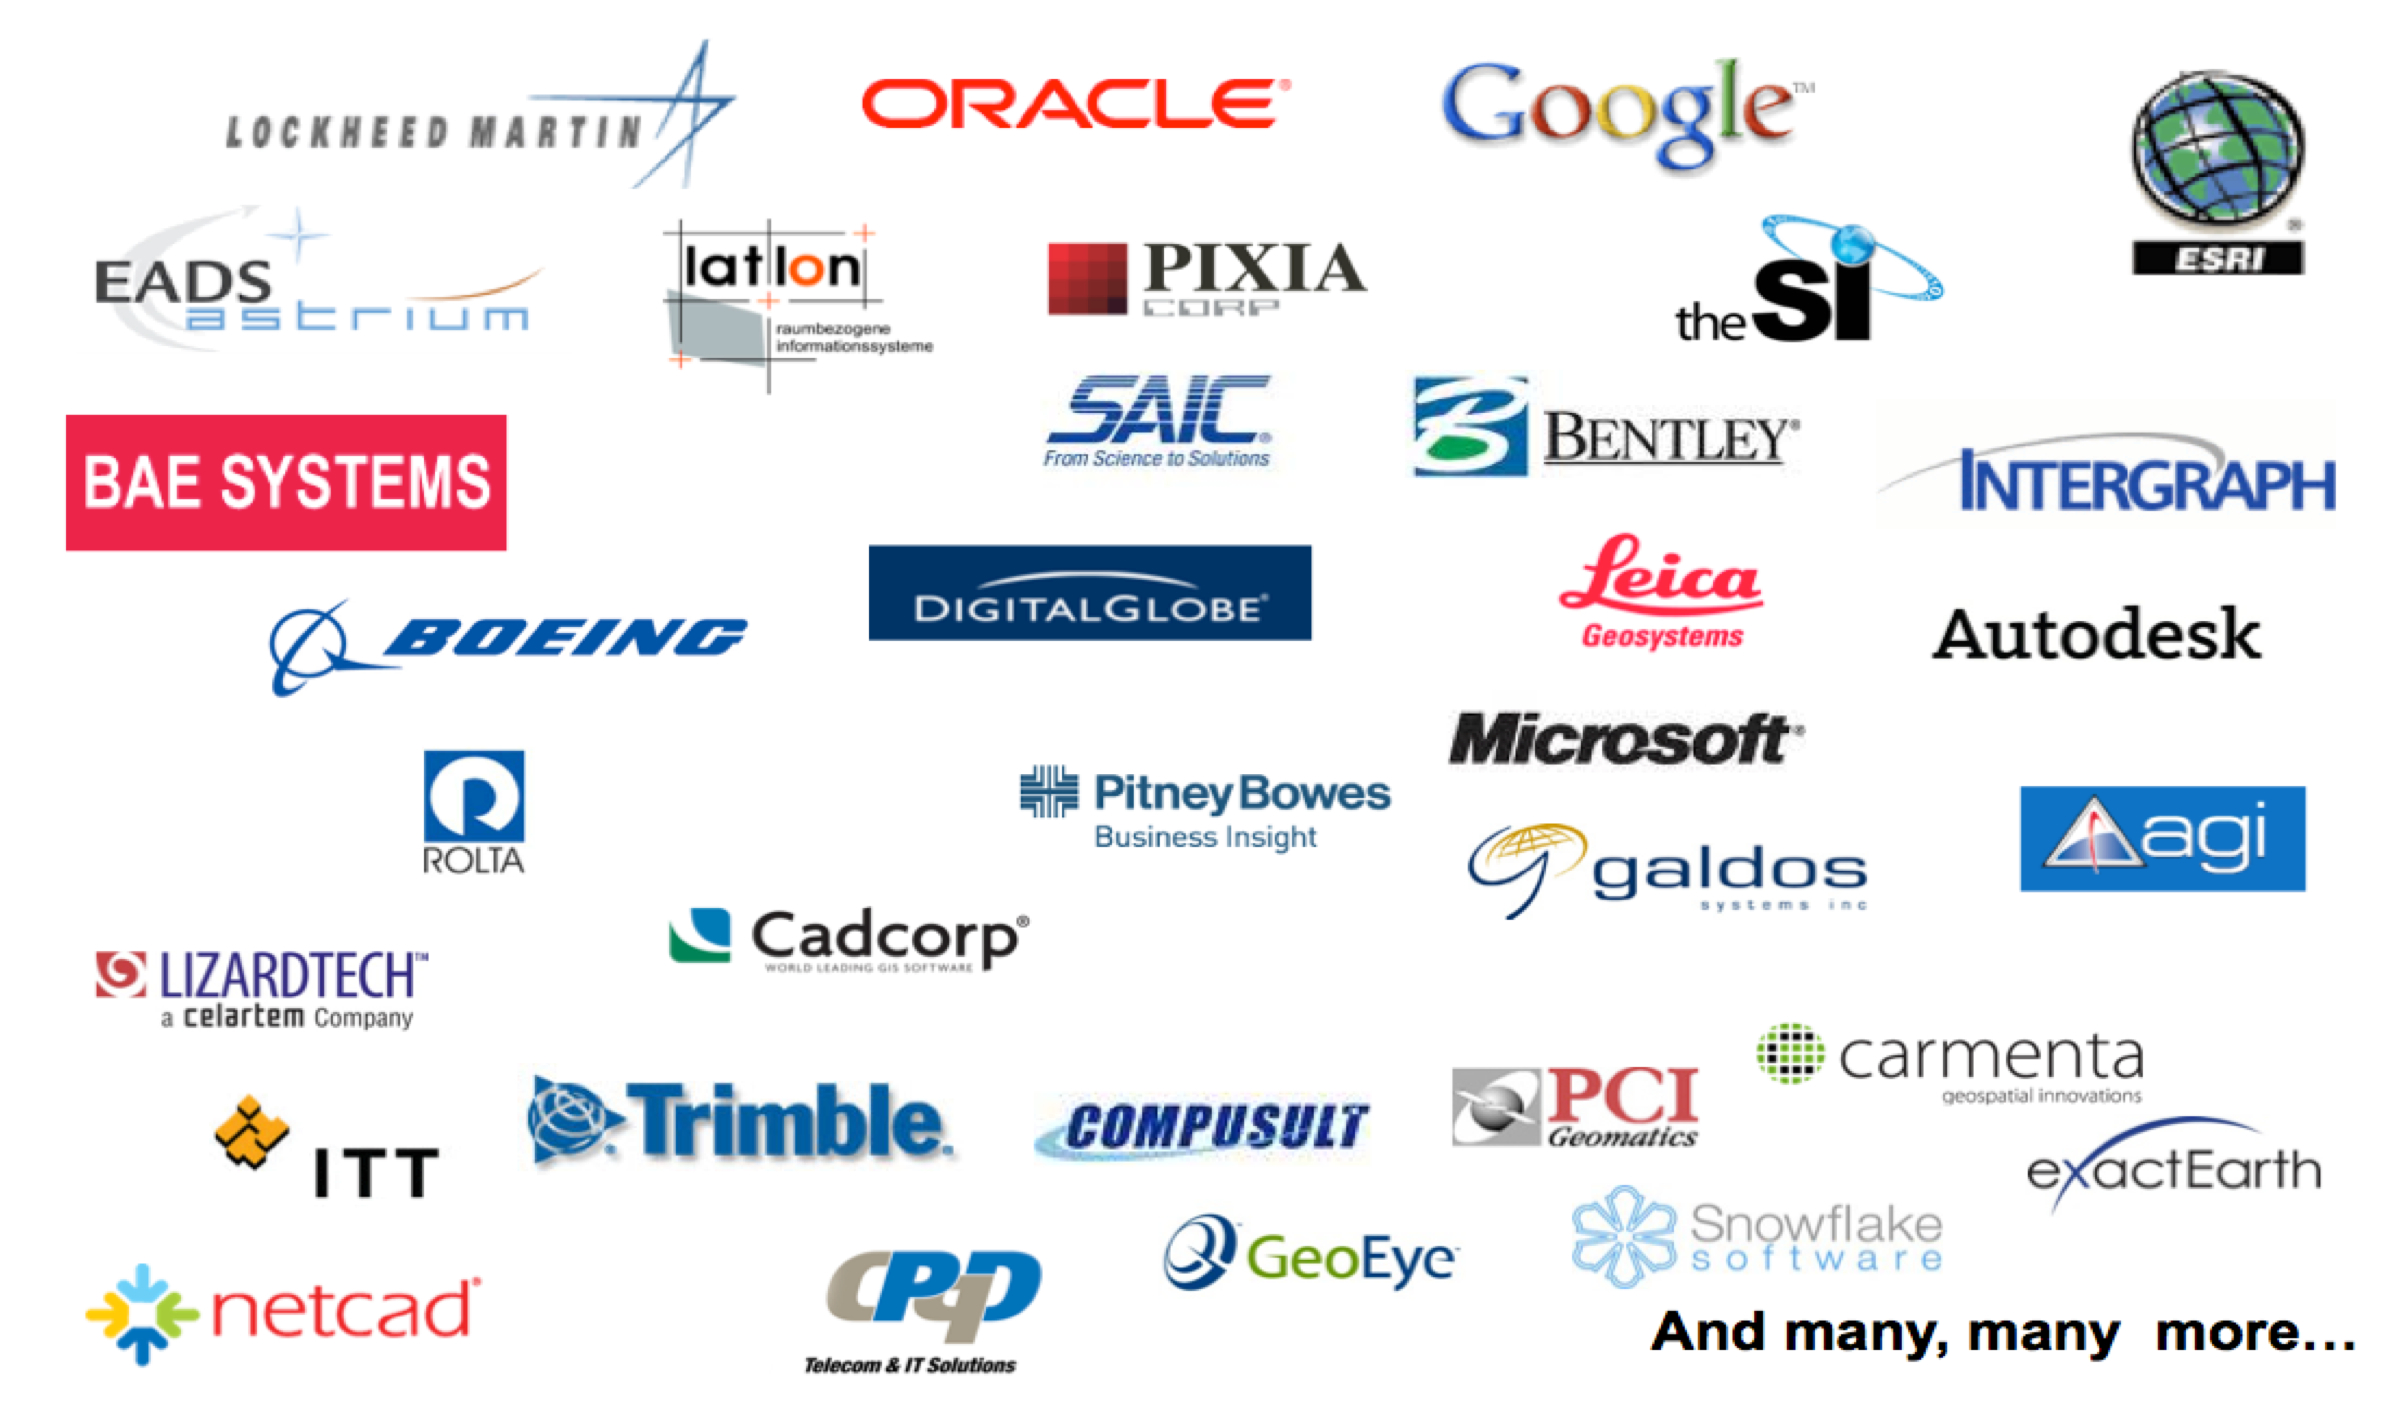 LOCKHEED MARTIN
ORACLE®
Google™
ESRI
®
EADS
astrium
lat lon
raumbezogene
informationssysteme
PIXIA
CORP
the SI
BAE SYSTEMS
SAIC®
From Science to Solutions
BENTLEY®
INTERGRAPH
BOEING
DIGITALGLOBE®
Leica
Geosystems
Autodesk
Microsoft®
ROLTA
Pitney Bowes
Business Insight
galdos
systems inc
agi
Cadcorp®
WORLD LEADING GIS SOFTWARE
LIZARDTECH™
a celartem Company
carmenta
geospatial innovations
ITT
Trimble®
COMPUSULT
PCI
Geomatics
exactEarth
netcad®
CPqD
Telecom & IT Solutions
GeoEye™
Snowflake
software
And many, many more...